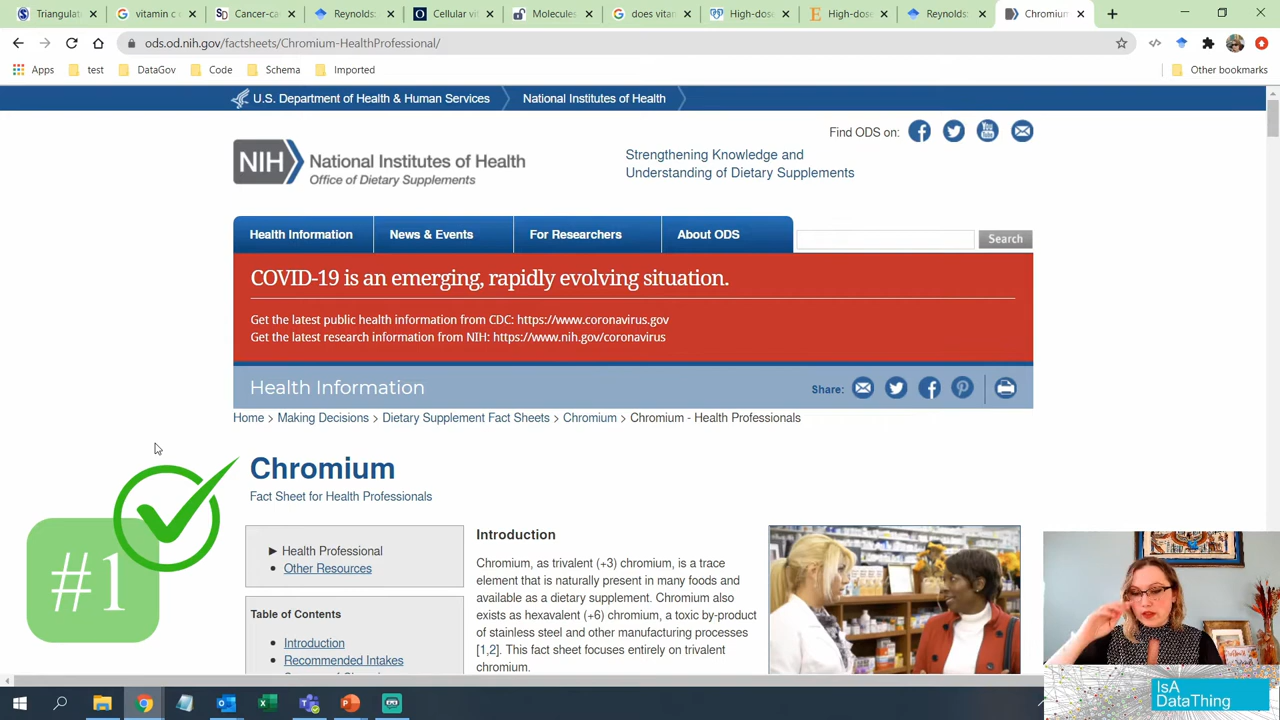 Triangulat
vitamin c
Cancer-ca
Reynolds:
Cellular vi
Molecules
does vitan
High-dose
High-dose
Reynolds:
Chromium
ods.od.nih.gov/factsheets/Chromium-HealthProfessional/
Apps
test
DataGov
Code
Schema
Imported
Other bookmarks
U.S. Department of Health & Human Services
National Institutes of Health
Find ODS on:
You
Tube
NIH
National Institutes of Health
Office of Dietary Supplements
Strengthening Knowledge and
Understanding of Dietary Supplements
Health Information
News & Events
For Researchers
About ODS
Search
COVID-19 is an emerging, rapidly evolving situation.
Get the latest public health information from CDC: https://www.coronavirus.gov
Get the latest research information from NIH: https://www.nih.gov/coronavirus
Health Information
Share:
Home > Making Decisions > Dietary Supplement Fact Sheets > Chromium > Chromium - Health Professionals
Chromium
Fact Sheet for Health Professionals
#1
► Health Professional
• Other Resources
Table of Contents
• Introduction
• Recommended Intakes
Introduction
Chromium, as trivalent (+3) chromium, is a trace
element that is naturally present in many foods and
available as a dietary supplement. Chromium also
exists as hexavalent (+6) chromium, a toxic by-product
of stainless steel and other manufacturing processes
[1,2]. This fact sheet focuses entirely on trivalent
chromium.
IsA
DataThing